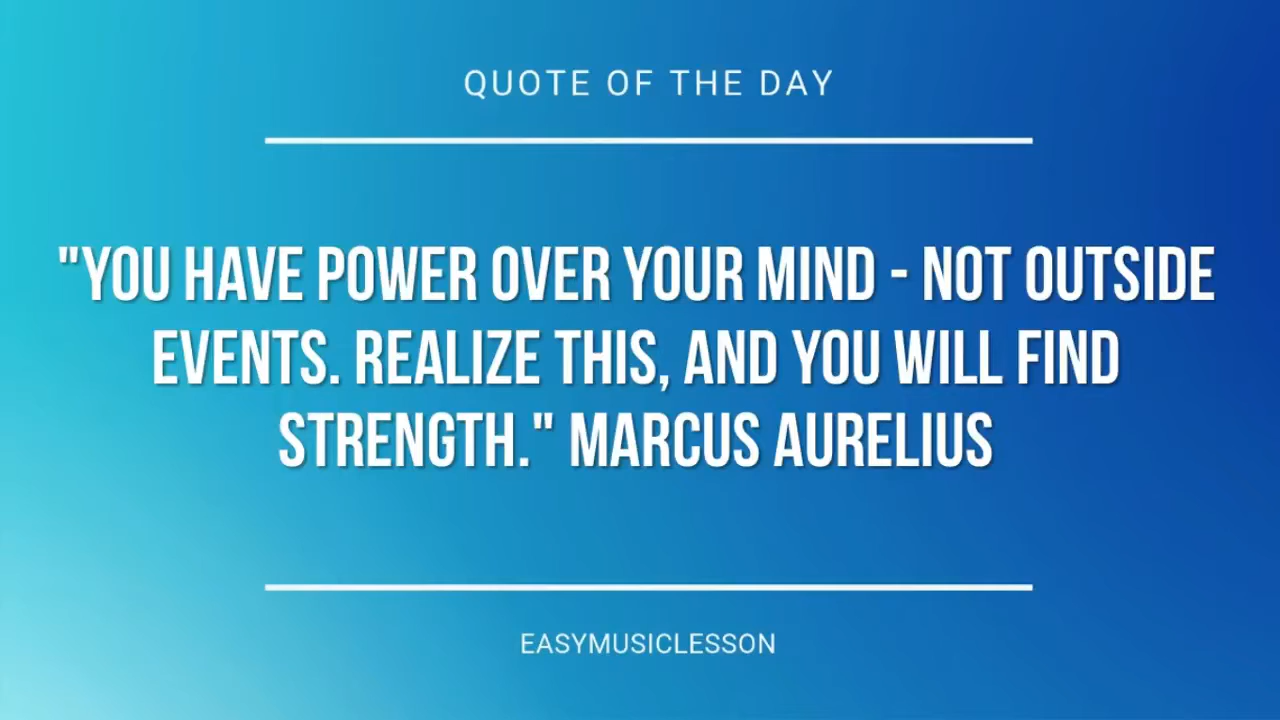 QUOTE OF THE DAY
"YOU HAVE POWER OVER YOUR MIND - NOT OUTSIDE
EVENTS. REALIZE THIS, AND YOU WILL FIND
STRENGTH." MARCUS AURELIUS
EASYMUSICLESSON